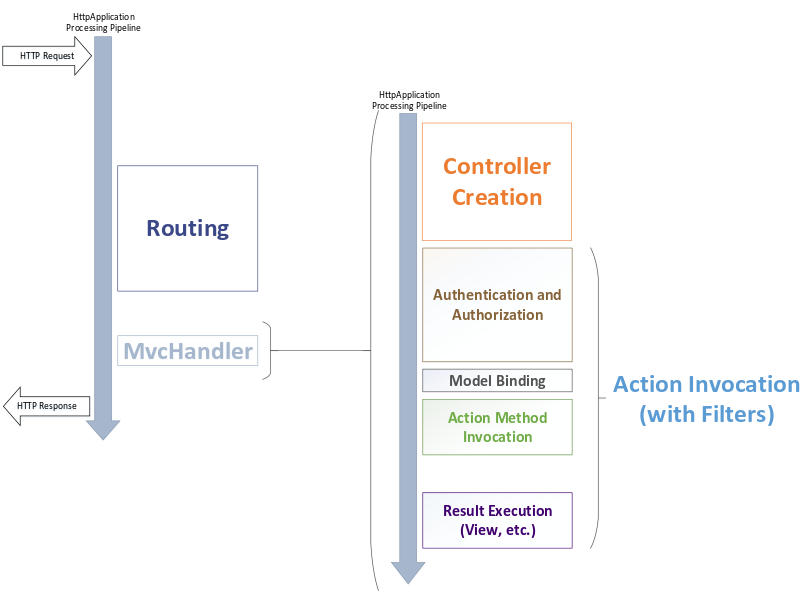 HttpApplication
Processing Pipeline
HTTP Request
Routing
MvcHandler
HTTP Response
HttpApplication
Processing Pipeline
Controller
Creation
Authentication and
Authorization
Model Binding
Action Method
Invocation
Result Execution
(View, etc.)
Action Invocation
(with Filters)